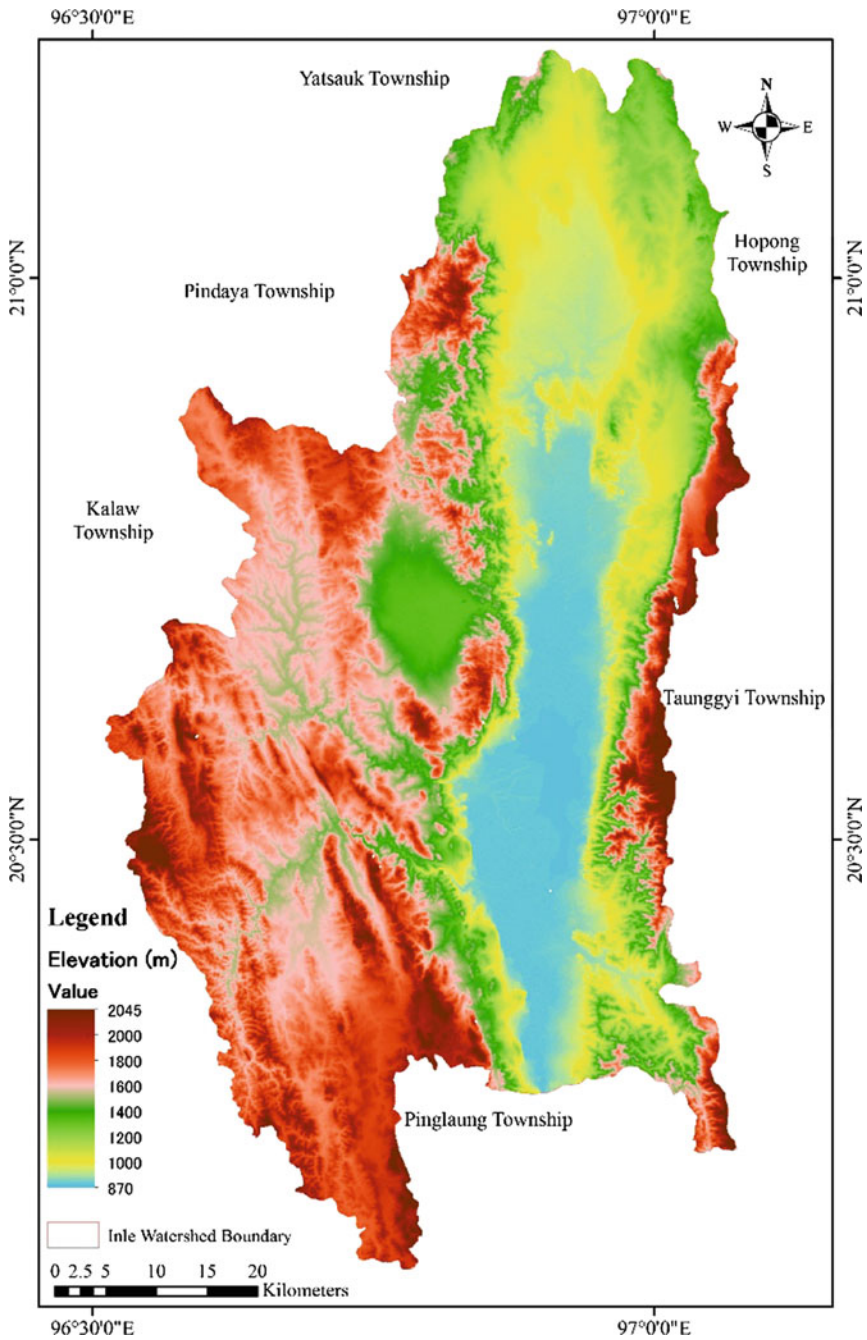 96°30'0"E
97°0'0"E
Yatsauk Township
N
W
E
S
Hopong
Township
21°0'0"N
21°0'0"N
Pindaya Township
Kalaw
Township
Taunggyi Township
20°30'0"N
20°30'0"N
Legend
Elevation (m)
Value
2045
2000
1800
1600
1400
1200
1000
870
Pinglaung Township
Inle Watershed Boundary
0 2.5 5 10 15 20
Kilometers
96°30'0"E
97°0'0"E